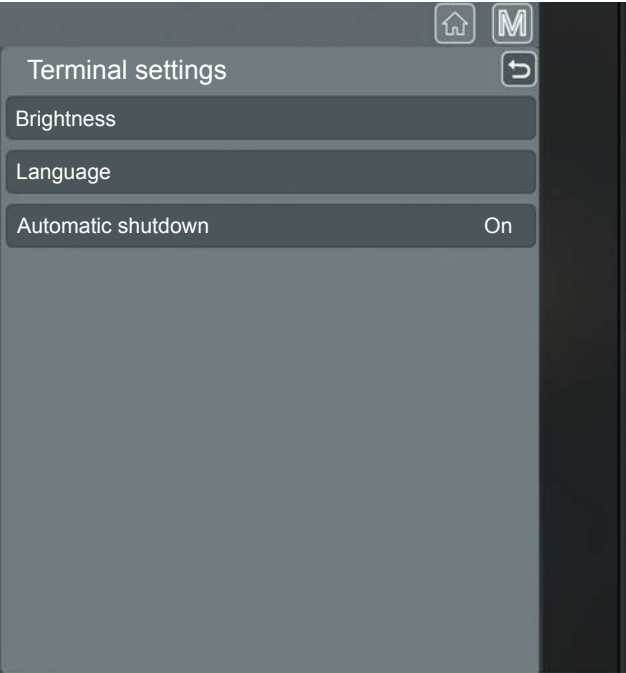 M
Terminal settings
Brightness
Language
Automatic shutdown On